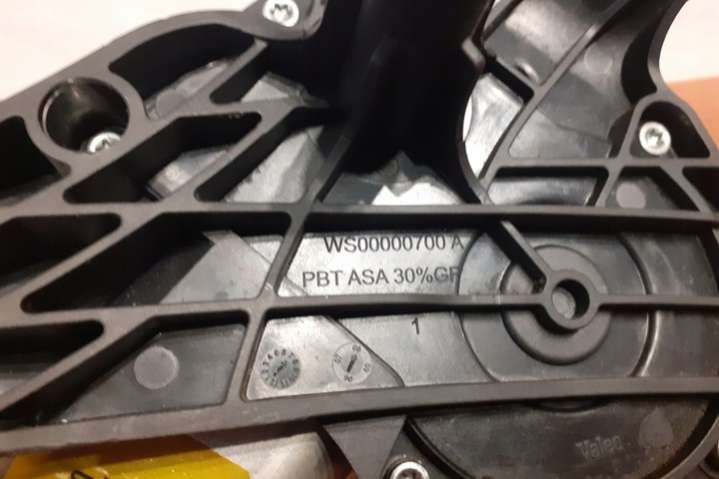 WS00000700 A
PBT ASA 30%GF
1
Valeo